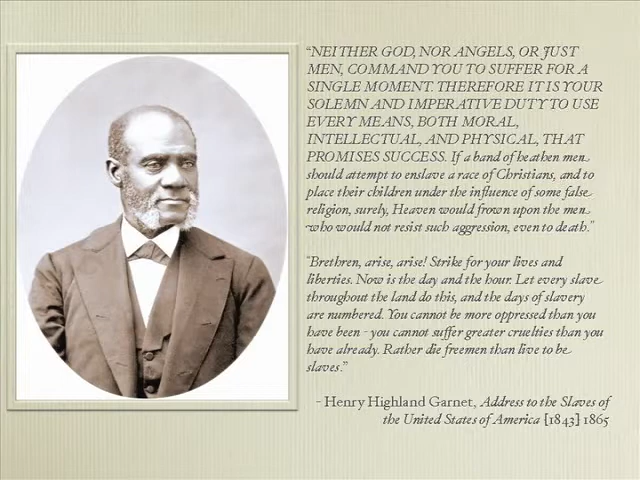 "NEITHER GOD, NOR ANGELS, OR JUST
MEN, COMMAND YOU TO SUFFER FOR A
SINGLE MOMENT. THEREFORE IT IS YOUR
SOLEMN AND IMPERATIVE DUTY TO USE
EVERY MEANS, BOTH MORAL,
INTELLECTUAL, AND PHYSICAL, THAT
PROMISES SUCCESS. If a band of heathen men
should attempt to enslave a race of Christians, and to
place their children under the influence of some false
religion, surely, Heaven would frown upon the men
who would not resist such aggression, even to death."
"Brethren, arise, arise! Strike for your lives and
liberties. Now is the day and the hour. Let every slave
throughout the land do this, and the days of slavery
are numbered. You cannot be more oppressed than you
have been - you cannot suffer greater cruelties than you
have already. Rather die freemen than live to be
slaves."
- Henry Highland Garnet, Address to the Slaves of
the United States of America [1843] 1865